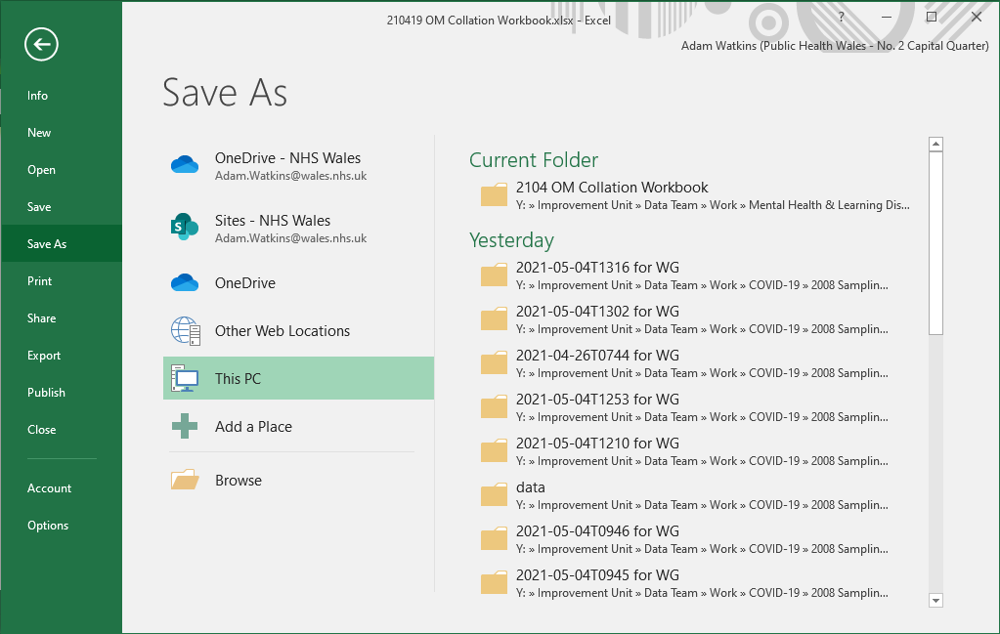 210419 OM Collation Workbook.xlsx - Excel
?
Adam Watkins (Public Health Wales - No. 2 Capital Quarter)
Info
New
Open
Save
Save As
Print
Share
Export
Publish
Close
Account
Options
Save As
OneDrive - NHS Wales
Adam.Watkins@wales.nhs.uk
S
Sites - NHS Wales
Adam.Watkins@wales.nhs.uk
OneDrive
Other Web Locations
This PC
Add a Place
Browse
Current Folder
2104 OM Collation Workbook
Y: » Improvement Unit » Data Team » Work » Mental Health & Learning Dis...
Yesterday
2021-05-04T1316 for WG
Y: » Improvement Unit » Data Team » Work » COVID-19 » 2008 Samplin...
2021-05-04T1302 for WG
Y: » Improvement Unit » Data Team » Work » COVID-19 » 2008 Samplin...
2021-04-26T0744 for WG
Y: » Improvement Unit » Data Team » Work » COVID-19 » 2008 Samplin...
2021-05-04T1253 for WG
Y: » Improvement Unit » Data Team » Work » COVID-19 » 2008 Samplin...
2021-05-04T1210 for WG
Y: » Improvement Unit » Data Team » Work » COVID-19 » 2008 Samplin...
data
Y: » Improvement Unit » Data Team » Work » COVID-19 » 2008 Samplin...
2021-05-04T0946 for WG
Y: » Improvement Unit » Data Team » Work » COVID-19 » 2008 Samplin...
2021-05-04T0945 for WG
Y: » Improvement Unit » Data Team » Work » COVID-19 » 2008 Samplin...